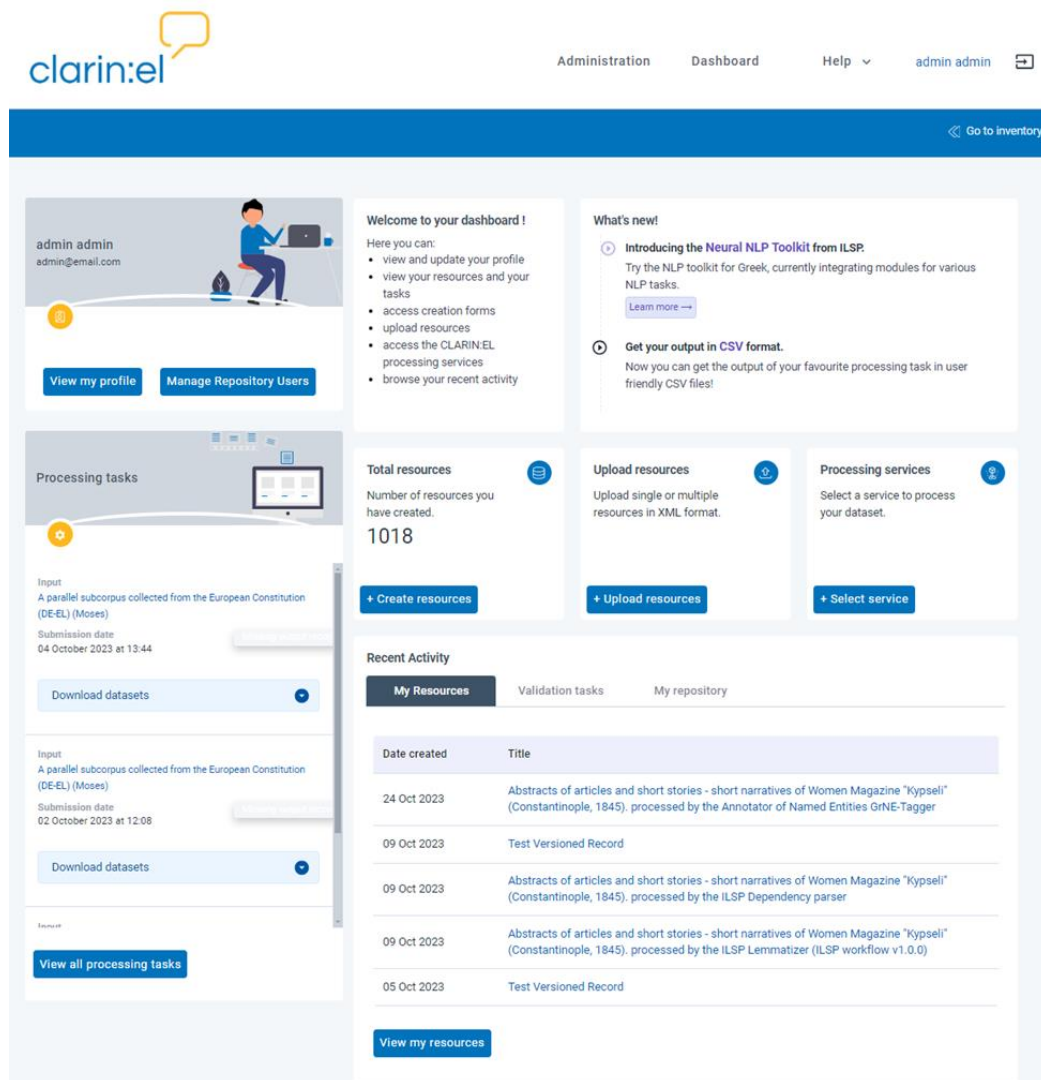 clarin:el
Administration
Dashboard
Help
admin admin
Go to inventory
admin admin
admin@email.com
View my profile
Manage Repository Users
Welcome to your dashboard !
Here you can:
• view and update your profile
• view your resources and your
tasks
• access creation forms
• upload resources
• access the CLARIN:EL
processing services
• browse your recent activity
What's new!
Introducing the Neural NLP Toolkit from ILSP.
Try the NLP toolkit for Greek, currently integrating modules for various
NLP tasks.
Learn more →
Get your output in CSV format.
Now you can get the output of your favourite processing task in user
friendly CSV files!
Processing tasks
Input
A parallel subcorpus collected from the European Constitution
(DE-EL) (Moses)
Submission date
04 October 2023 at 13:44
Download datasets
Input
A parallel subcorpus collected from the European Constitution
(DE-EL) (Moses)
Submission date
02 October 2023 at 12:08
Download datasets
Input
View all processing tasks
Total resources
Number of resources you
have created.
1018
+ Create resources
Upload resources
Upload single or multiple
resources in XML format.
+ Upload resources
Processing services
Select a service to process
your dataset.
+ Select service
Recent Activity
My Resources
Validation tasks
My repository
Date created Title
24 Oct 2023 Abstracts of articles and short stories - short narratives of Women Magazine "Kypseli"
(Constantinople, 1845). processed by the Annotator of Named Entities GrNE-Tagger
09 Oct 2023 Test Versioned Record
09 Oct 2023 Abstracts of articles and short stories - short narratives of Women Magazine "Kypseli"
(Constantinople, 1845). processed by the ILSP Dependency parser
09 Oct 2023 Abstracts of articles and short stories - short narratives of Women Magazine "Kypseli"
(Constantinople, 1845). processed by the ILSP Lemmatizer (ILSP workflow v1.0.0)
05 Oct 2023 Test Versioned Record
View my resources